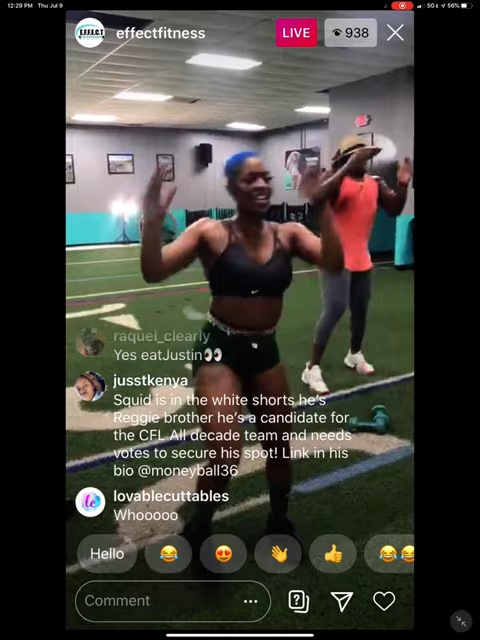 12:29 PM Thu Jul 9
56%
EFFECT
effectfitness
LIVE
938
raquel_clearly
Yes eatJustin👀
jusstkenya
Squid is in the white shorts he's
Reggie brother he's a candidate for
the CFL All decade team and needs
votes to secure his spot! Link in his
bio @moneyball36
lovablecuttables
Whooooo
Hello 😂 😍 👋 👍 😂😂
Comment